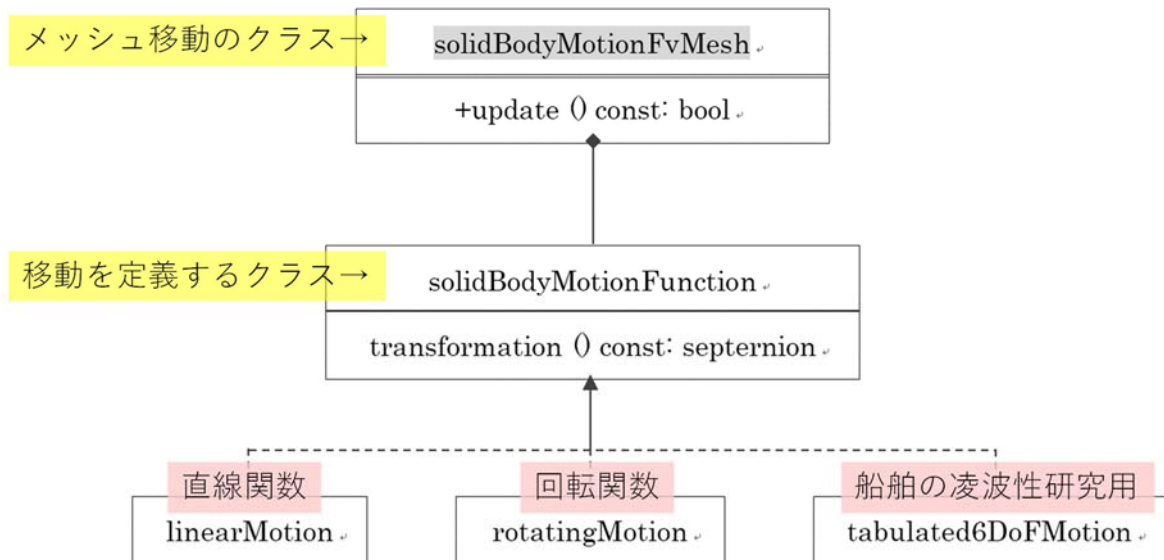 メッシュ移動のクラス→
solidBodyMotionFvMesh
+update () const: bool
移動を定義するクラス→
solidBodyMotionFunction
transformation () const: septernion
直線関数
linearMotion
回転関数
rotatingMotion
船舶の凌波性研究用
tabulated6DoFMotion